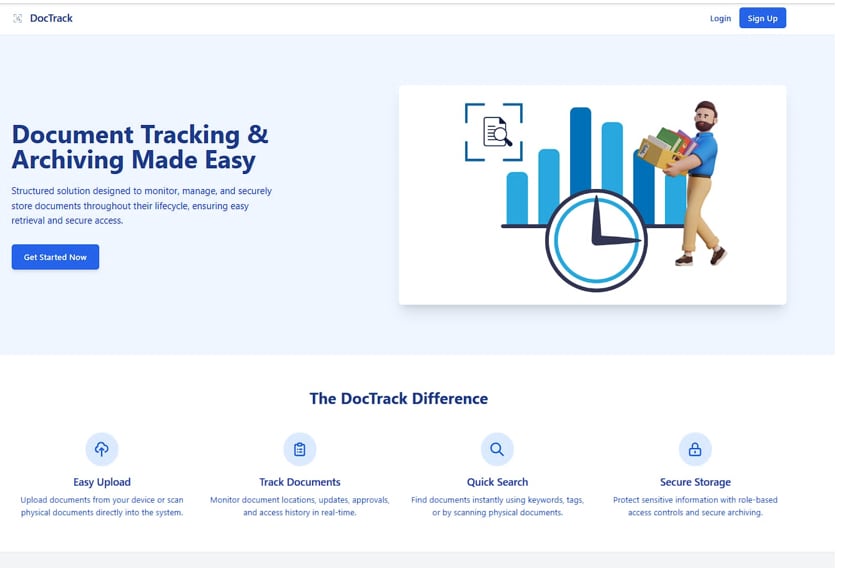 DocTrack
Login
Sign Up
Document Tracking &
Archiving Made Easy
Structured solution designed to monitor, manage, and securely
store documents throughout their lifecycle, ensuring easy
retrieval and secure access.
Get Started Now
The DocTrack Difference
Easy Upload
Upload documents from your device or scan
physical documents directly into the system.
Track Documents
Monitor document locations, updates, approvals,
and access history in real-time.
Quick Search
Find documents instantly using keywords, tags,
or by scanning physical documents.
Secure Storage
Protect sensitive information with role-based
access controls and secure archiving.